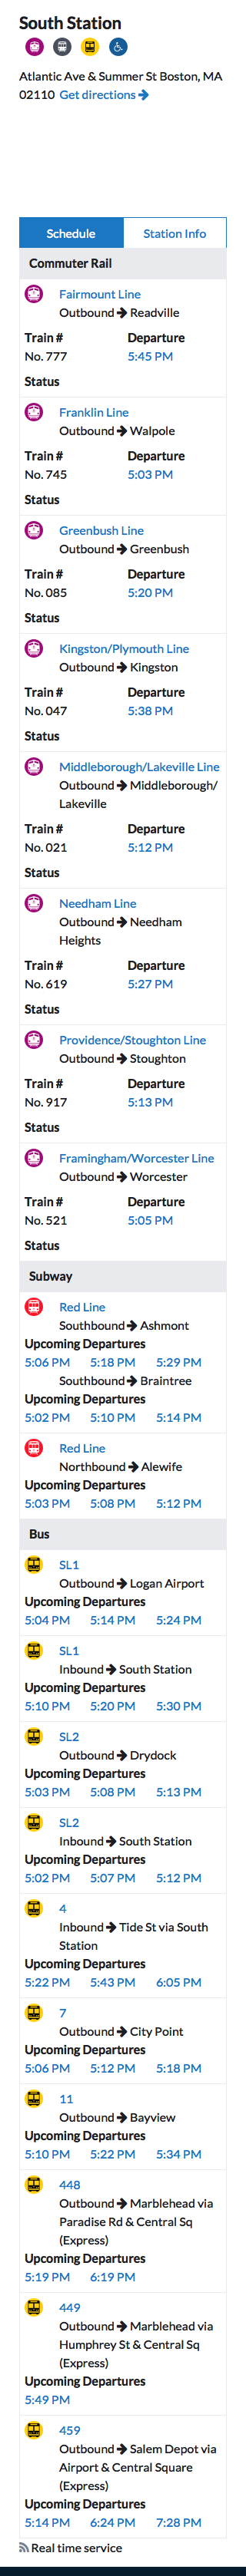 South Station
Atlantic Ave & Summer St Boston, MA
02110 Get directions
Schedule Station Info
Commuter Rail
Fairmount Line
Outbound Readville
Train # Departure
No. 777 5:45 PM
Status
Franklin Line
Outbound Walpole
Train # Departure
No. 745 5:03 PM
Status
Greenbush Line
Outbound Greenbush
Train # Departure
No. 085 5:20 PM
Status
Kingston/Plymouth Line
Outbound Kingston
Train # Departure
No. 047 5:38 PM
Status
Middleborough/Lakeville Line
Outbound Middleborough/
Lakeville
Train # Departure
No. 021 5:12 PM
Status
Needham Line
Outbound Needham
Heights
Train # Departure
No. 619 5:27 PM
Status
Providence/Stoughton Line
Outbound Stoughton
Train # Departure
No. 917 5:13 PM
Status
Framingham/Worcester Line
Outbound Worcester
Train # Departure
No. 521 5:05 PM
Status
Subway
Red Line
Southbound Ashmont
Upcoming Departures
5:06 PM 5:18 PM 5:29 PM
Southbound Braintree
Upcoming Departures
5:02 PM 5:10 PM 5:14 PM
Red Line
Northbound Alewife
Upcoming Departures
5:03 PM 5:08 PM 5:12 PM
Bus
SL1
Outbound Logan Airport
Upcoming Departures
5:04 PM 5:14 PM 5:24 PM
SL1
Inbound South Station
Upcoming Departures
5:10 PM 5:20 PM 5:30 PM
SL2
Outbound Drydock
Upcoming Departures
5:03 PM 5:08 PM 5:13 PM
SL2
Inbound South Station
Upcoming Departures
5:02 PM 5:07 PM 5:12 PM
4
Inbound Tide St via South
Station
Upcoming Departures
5:22 PM 5:43 PM 6:05 PM
7
Outbound City Point
Upcoming Departures
5:06 PM 5:12 PM 5:18 PM
11
Outbound Bayview
Upcoming Departures
5:10 PM 5:22 PM 5:34 PM
448
Outbound Marblehead via
Paradise Rd & Central Sq
(Express)
Upcoming Departures
5:19 PM 6:19 PM
449
Outbound Marblehead via
Humphrey St & Central Sq
(Express)
Upcoming Departures
5:49 PM
459
Outbound Salem Depot via
Airport & Central Square
(Express)
Upcoming Departures
5:14 PM 6:24 PM 7:28 PM
Real time service